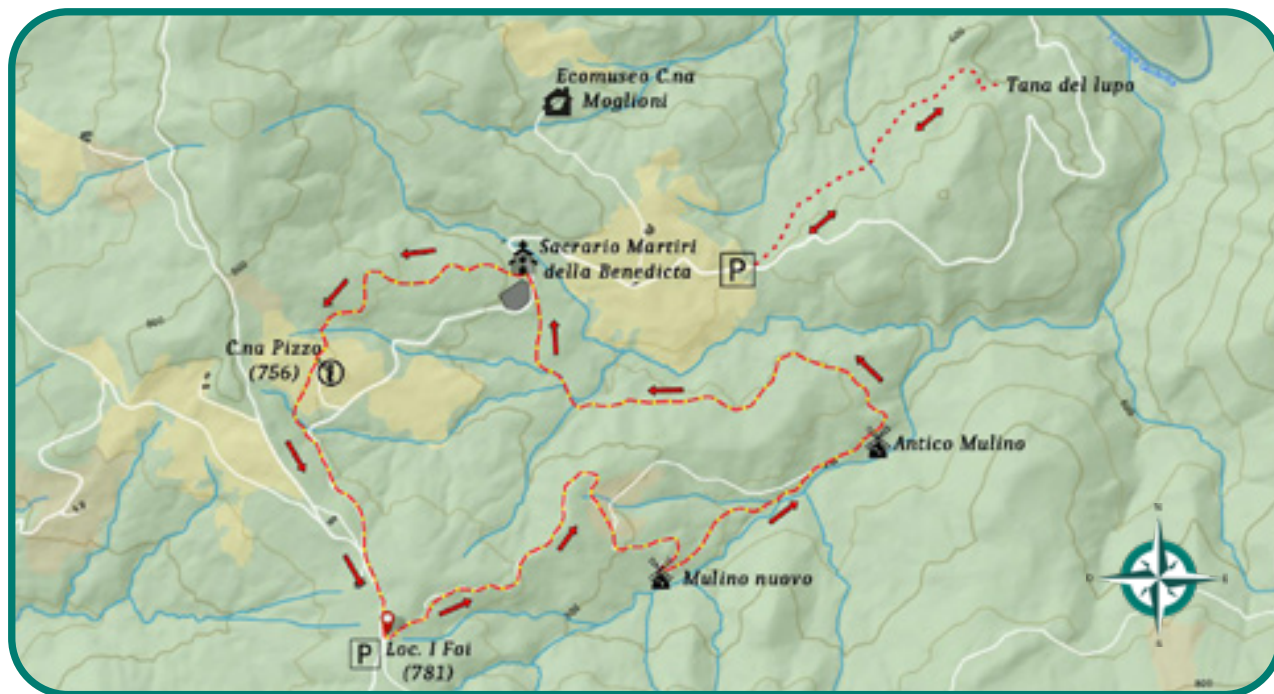 Ecomuseo C.na
Moglioni
Tana del lupo
Sacrario Martiri
della Benedicta
P
C.na Pizzo
(756)
Antico Mulino
Mulino nuovo
P
Loc. I Foi
(781)
N
E